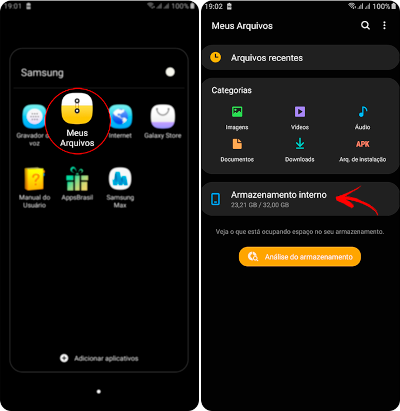 19:01
100%
Samsung
Gravador de voz
Meus
Arquivos
Internet
Galaxy Store
Manual do
Usuário
AppsBrasil
Samsung
Max
Adicionar aplicativos
19:02
100%
Meus Arquivos
Arquivos recentes
Categorias
Imagens
Vídeos
Áudio
APK
Documentos
Downloads
Arq. de instalação
Armazenamento interno
23,21 GB / 32,00 GB
Veja o que está ocupando espaço no seu armazenamento.
Análise do armazenamento